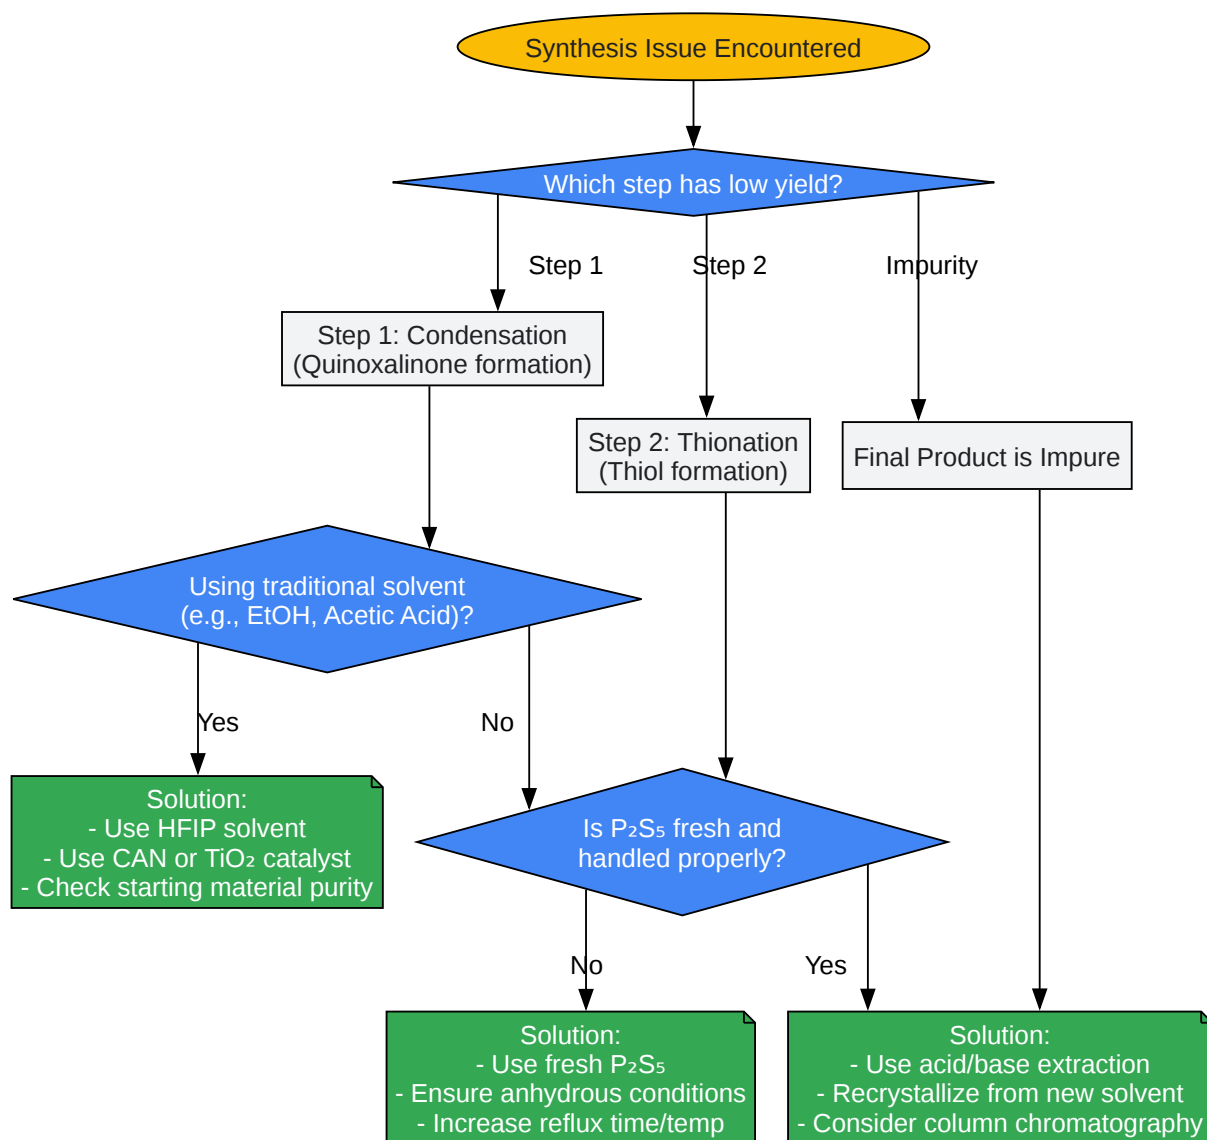 Synthesis Issue Encountered
Which step has low yield?
Step 1
Step 2
Impurity
Step 1: Condensation
(Quinoxalinone formation)
Step 2: Thionation
(Thiol formation)
Final Product is Impure
Using traditional solvent
(e.g., EtOH, Acetic Acid)?
Yes
No
Solution:
- Use HFIP solvent
- Use CAN or TiO₂ catalyst
- Check starting material purity
Is P₂S₅ fresh and
handled properly?
No
Yes
Solution:
- Use fresh P₂S₅
- Ensure anhydrous conditions
- Increase reflux time/temp
Solution:
- Use acid/base extraction
- Recrystallize from new solvent
- Consider column chromatography